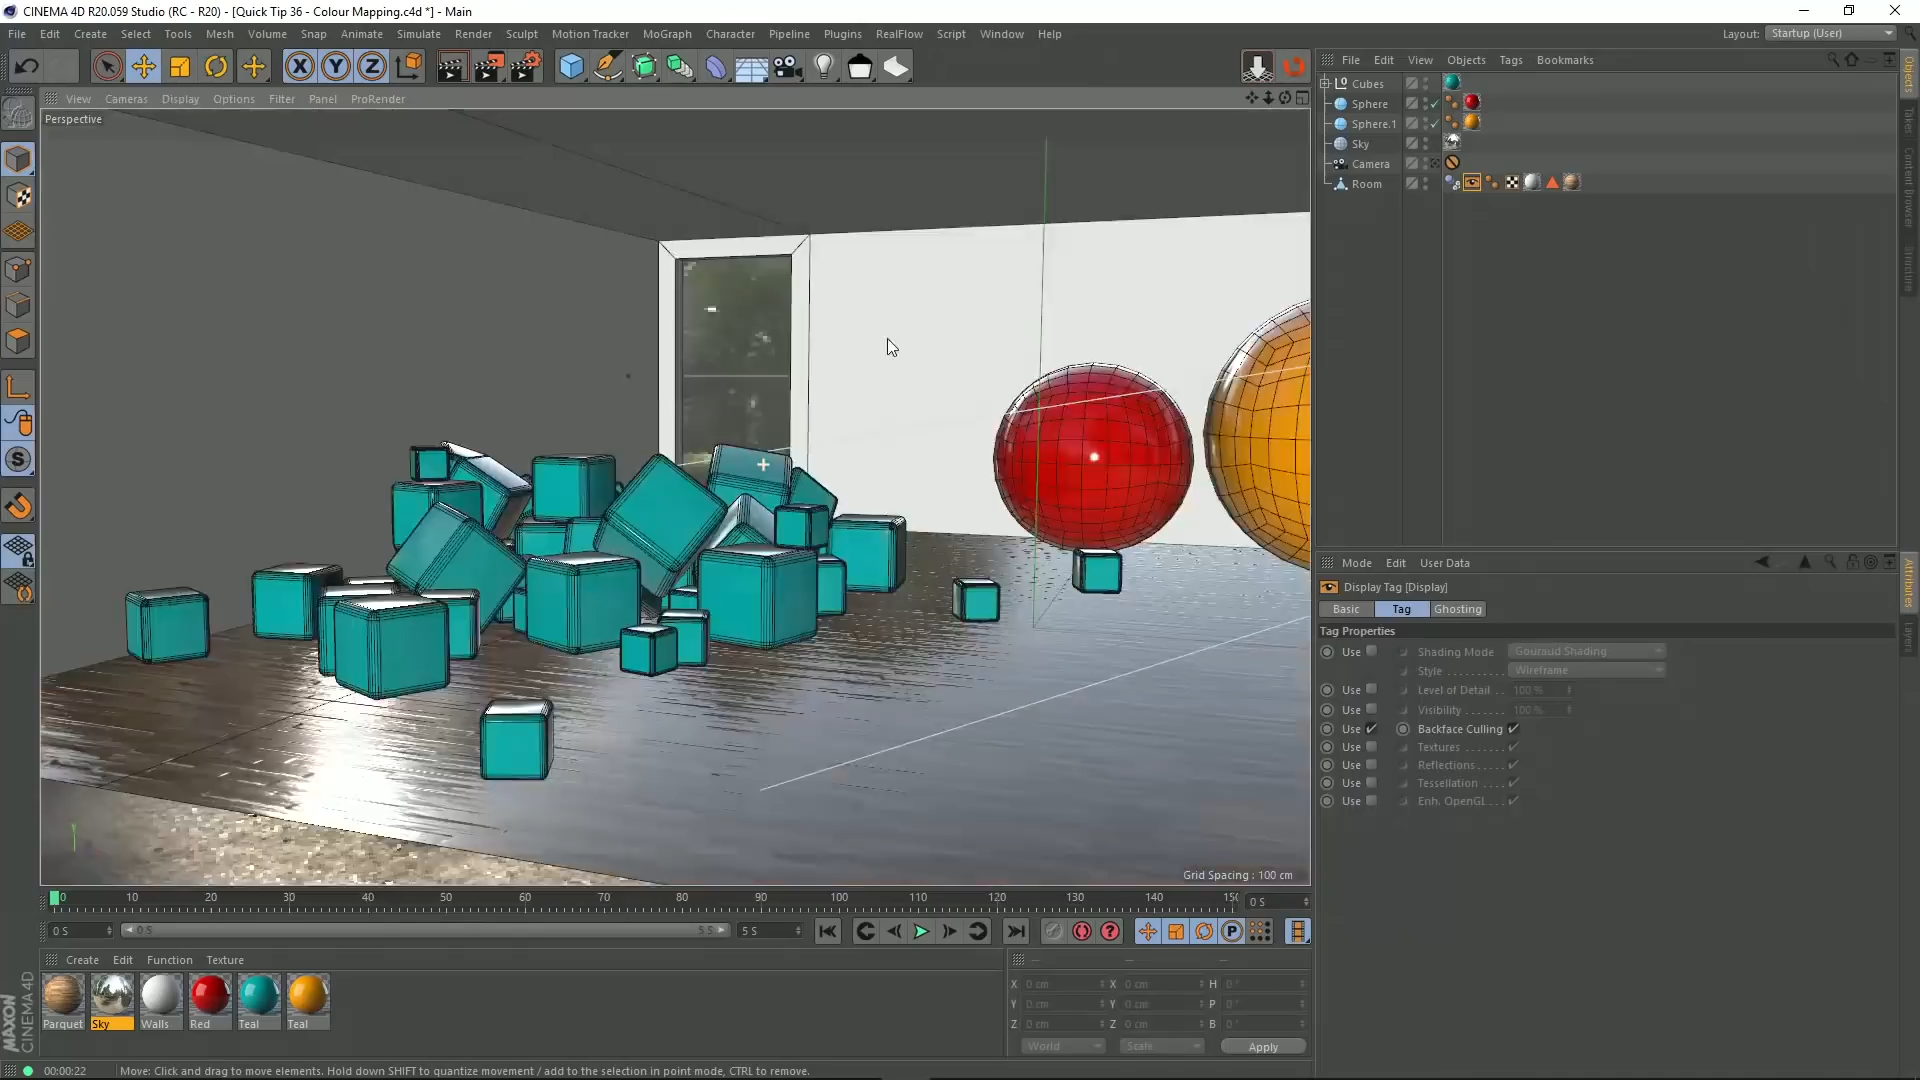 CINEMA 4D R20.059 Studio (RC - R20) - [Quick Tip 36 - Colour Mapping.c4d *] - Main
File Edit Create Select Tools Mesh Volume Snap Animate Simulate Render Sculpt Motion Tracker MoGraph Character Pipeline Plugins RealFlow Script Window Help
Layout: Startup (User)
X Y Z
File Edit View Objects Tags Bookmarks
View Cameras Display Options Filter Panel ProRender
Perspective
Cubes
Sphere
Sphere.1
Sky
Camera
Room
Objects
Takes
Content Browser
Structure
S
Mode Edit User Data
Display Tag [Display]
Basic Tag Ghosting
Tag Properties
Use Shading Mode Gouraud Shading
Style Wireframe
Use Level of Detail 100 %
Use Visibility 100 %
Use Backface Culling
Use Textures
Use Reflections
Use Tessellation
Use Enh. OpenGL
Attributes
Layers
Grid Spacing : 100 cm
0 10 20 30 40 50 60 70 80 90 100 110 120 130 140 150
0 S
0 S 0 S 5 S 5 S
P
Create Edit Function Texture
Parquet Sky Walls Red Teal Teal
X 0 cm X 0 cm H 0 °
Y 0 cm Y 0 cm P 0 °
Z 0 cm Z 0 cm B 0 °
World Scale Apply
MAXON
CINEMA 4D
00:00:22 Move: Click and drag to move elements. Hold down SHIFT to quantize movement / add to the selection in point mode, CTRL to remove.